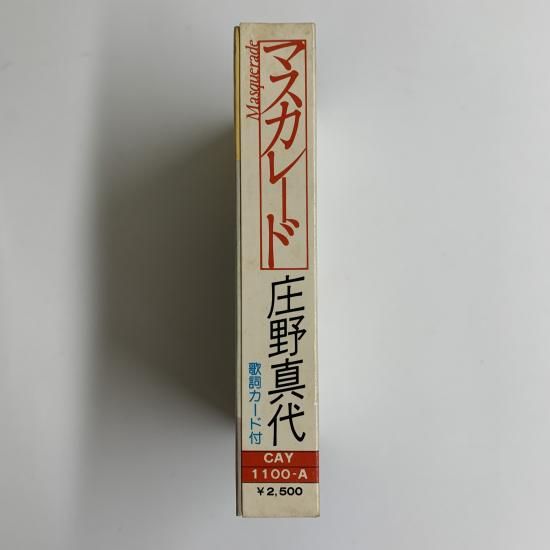 Masquerade
マスカレード
庄野真代
歌詞カード付
CAY
1100-A
¥2,500